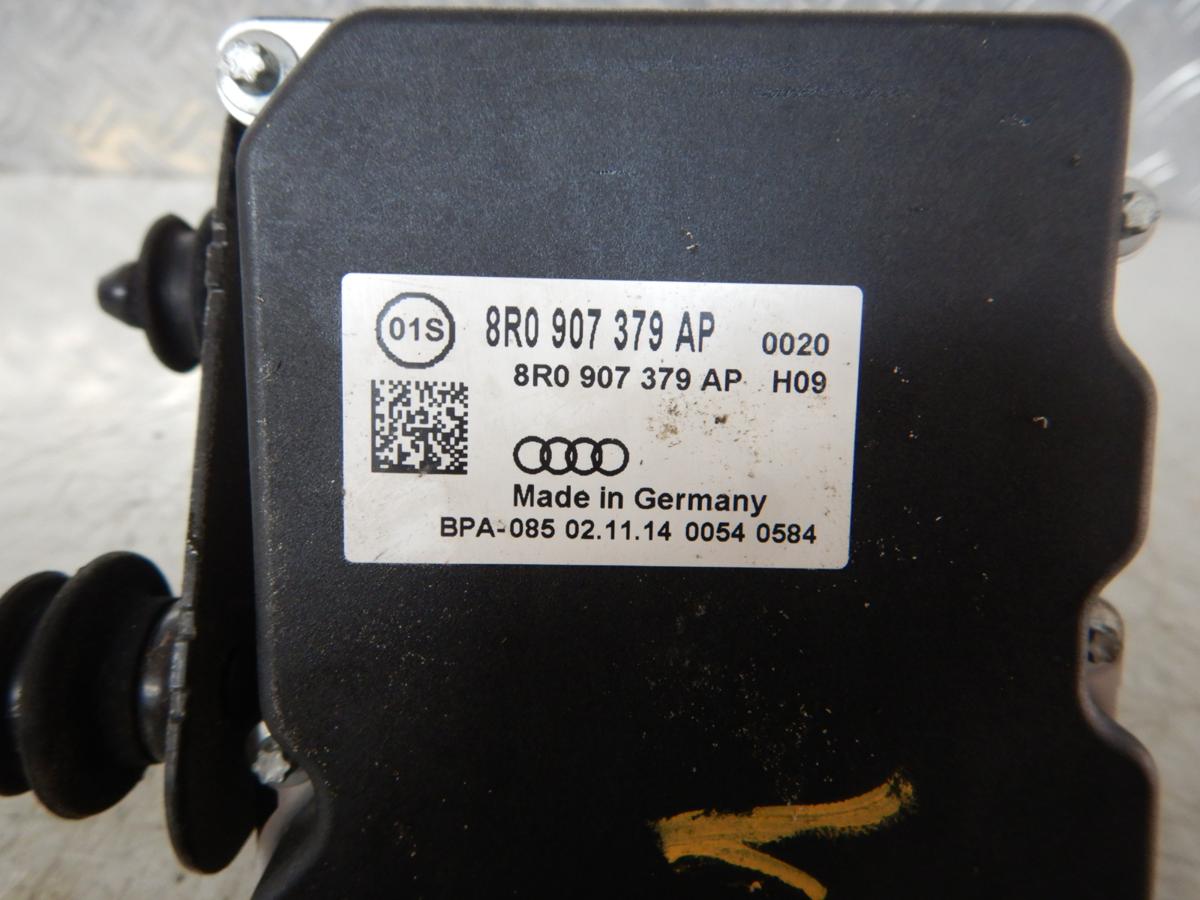 01S 8R0 907 379 AP 0020
8R0 907 379 AP H09
Made in Germany
BPA-085 02.11.14 0054 0584